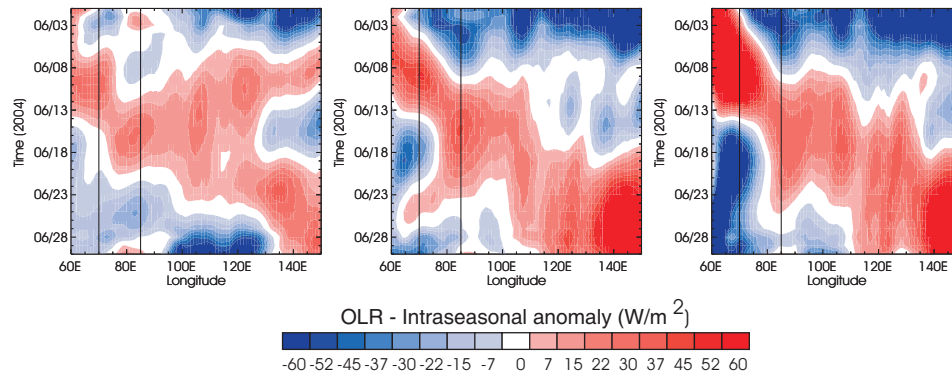 06/03
06/08
06/13
06/18
06/23
06/28
Time (2004)
60E 80E 100E 120E 140E
Longitude
06/03
06/08
06/13
06/18
06/23
06/28
Time (2004)
60E 80E 100E 120E 140E
Longitude
06/03
06/08
06/13
06/18
06/23
06/28
Time (2004)
60E 80E 100E 120E 140E
Longitude
OLR - Intraseasonal anomaly (W/m 2)
-60 -52 -45 -37 -30 -22 -15 -7 0 7 15 22 37 45 52 60